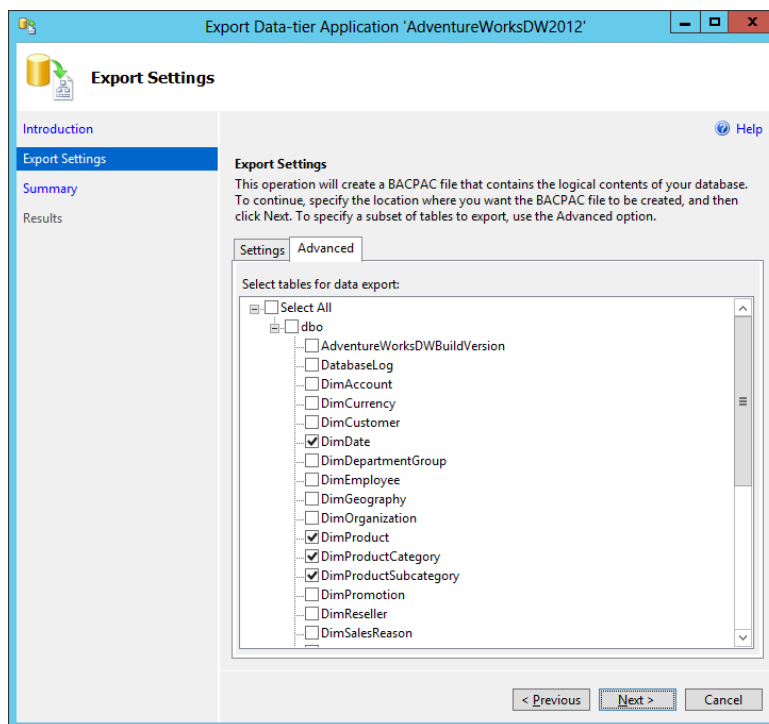 Export Data-tier Application 'AdventureWorksDW2012'
Export Settings
Introduction
Export Settings
Summary
Results
Help
Export Settings
This operation will create a BACPAC file that contains the logical contents of your database.
To continue, specify the location where you want the BACPAC file to be created, and then
click Next. To specify a subset of tables to export, use the Advanced option.
Settings Advanced
Select tables for data export:
Select All
dbo
AdventureWorksDWBuildVersion
DatabaseLog
DimAccount
DimCurrency
DimCustomer
DimDate
DimDepartmentGroup
DimEmployee
DimGeography
DimOrganization
DimProduct
DimProductCategory
DimProductSubcategory
DimPromotion
DimReseller
DimSalesReason
< Previous Next > Cancel